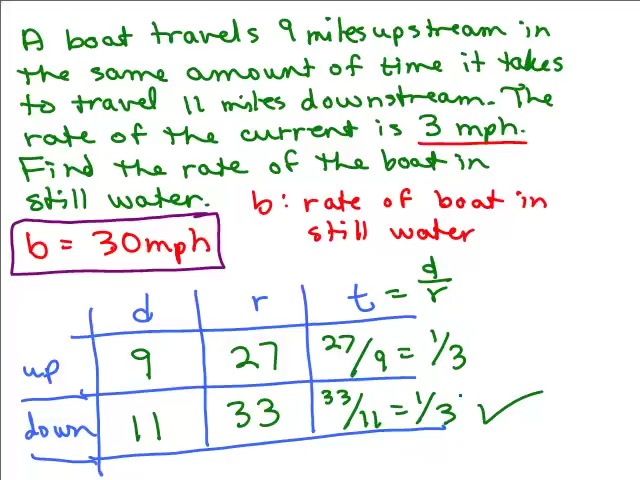 A boat travels 9 miles upstream in
the same amount of time it takes
to travel 11 miles downstream. The
rate of the current is 3 mph.
Find the rate of the boat in
still water.
b: rate of boat in
still water
b = 30mph
d r t = d/r
up 9 27 27/9 = 1/3
down 11 33 33/11 = 1/3 ✓